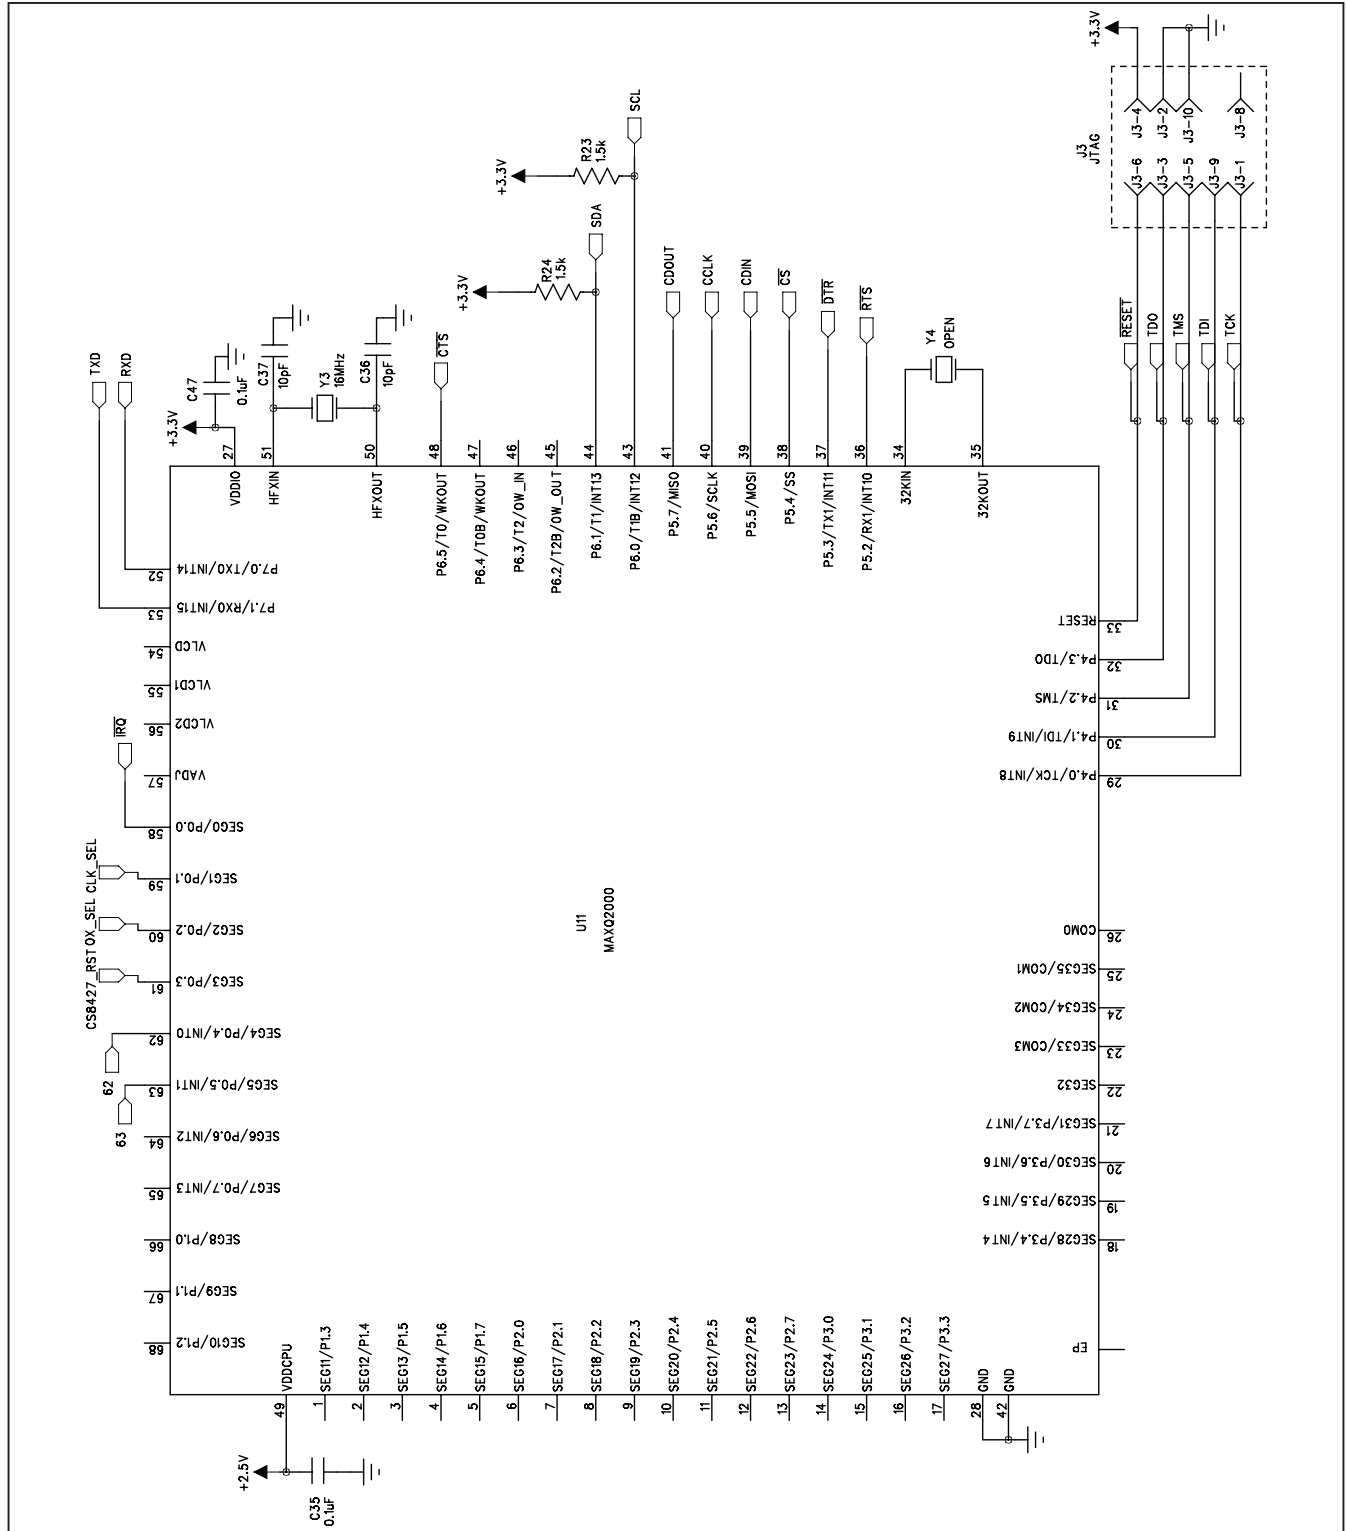 +3.3V
J3
JTAG
J3-4
J3-2
J3-10
J3-8
J3-6
J3-3
J3-5
J3-9
J3-1
R̅E̅S̅E̅T̅
TDO
TMS
TDI
TCK
SCL
+3.3V
R23
1.5k
SDA
+3.3V
R24
1.5k
CDOUT
CCLK
CDIN
C̅S̅
D̅T̅R̅
R̅T̅S̅
Y4
OPEN
TXD
RXD
+3.3V
C47
0.1uF
C37
10pF
Y3
16MHz
C36
10pF
C̅T̅S̅
27 VDDIO
51 HFXIN
50 HFXOUT
48 P6.5/T0/WKOUT
47 P6.4/T0B/WKOUT
46 P6.3/T2/OW_IN
45 P6.2/T2B/OW_OUT
44 P6.1/T1/INT13
43 P6.0/T1B/INT12
41 P5.7/MISO
40 P5.6/SCLK
39 P5.5/MOSI
38 P5.4/SS
37 P5.3/TX1/INT11
36 P5.2/RX1/INT10
34 32KIN
35 32KOUT
52 P7.0/TX0/INT14
53 P7.1/RX0/INT15
54 VLCD
55 VLCD1
56 VLCD2
57 VADJ
58 SEG0/P0.0
59 SEG1/P0.1
60 SEG2/P0.2
61 SEG3/P0.3
62 SEG4/P0.4/INT0
63 SEG5/P0.5/INT1
64 SEG6/P0.6/INT2
65 SEG7/P0.7/INT3
66 SEG8/P1.0
67 SEG9/P1.1
68 SEG10/P1.2
I̅R̅Q̅
CLK_SEL
OX_SEL
CS8427_RST
62
63
U11
MAXQ2000
33 RESET
32 P4.3/TDO
31 P4.2/TMS
30 P4.1/TDI/INT9
29 P4.0/TCK/INT8
26 COM0
25 SEG35/COM1
24 SEG34/COM2
23 SEG33/COM3
22 SEG32
21 SEG31/P3.7/INT7
20 SEG30/P3.6/INT6
19 SEG29/P3.5/INT5
18 SEG28/P3.4/INT4
EP
49 VDDCPU
1 SEG11/P1.3
2 SEG12/P1.4
3 SEG13/P1.5
4 SEG14/P1.6
5 SEG15/P1.7
6 SEG16/P2.0
7 SEG17/P2.1
8 SEG18/P2.2
9 SEG19/P2.3
10 SEG20/P2.4
11 SEG21/P2.5
12 SEG22/P2.6
13 SEG23/P2.7
14 SEG24/P3.0
15 SEG25/P3.1
16 SEG26/P3.2
17 SEG27/P3.3
28 GND
42 GND
+2.5V
C35
0.1uF